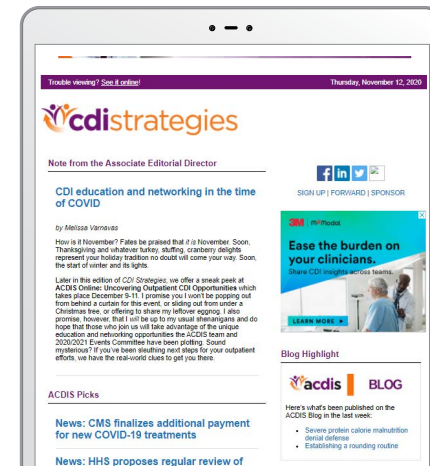 Trouble viewing? See it online!
Thursday, November 12, 2020
cdistrategies
Note from the Associate Editorial Director
CDI education and networking in the time
of COVID
by Melissa Varnavas
How is it November? Fates be praised that it is November. Soon,
Thanksgiving and whatever turkey, stuffing, cranberry delights
represent your holiday tradition no doubt will come your way. Soon,
the start of winter and its lights.
Later in this edition of CDI Strategies, we offer a sneak peek at
ACDIS Online: Uncovering Outpatient CDI Opportunities which
takes place December 9-11. I promise you I won't be popping out
from behind a curtain for this event, or sliding out from under a
Christmas tree, or offering to share my leftover eggnog. I also
promise, however, that I will be up to my usual shenanigans and do
hope that those who join us will take advantage of the unique
education and networking opportunities the ACDIS team and
2020/2021 Events Committee have been plotting. Sound
mysterious? If you've been sleuthing next steps for your outpatient
efforts, we have the real-world clues to get you there.
ACDIS Picks
News: CMS finalizes additional payment
for new COVID-19 treatments
News: HHS proposes regular review of
f in
SIGN UP | FORWARD | SPONSOR
3M M*Modal
Ease the burden on
your clinicians.
Share CDI insights across teams.
LEARN MORE
Blog Highlight
acdis BLOG
Here's what's been published on the
ACDIS Blog in the last week:
Severe protein calorie malnutrition
denial defense
Establishing a rounding routine